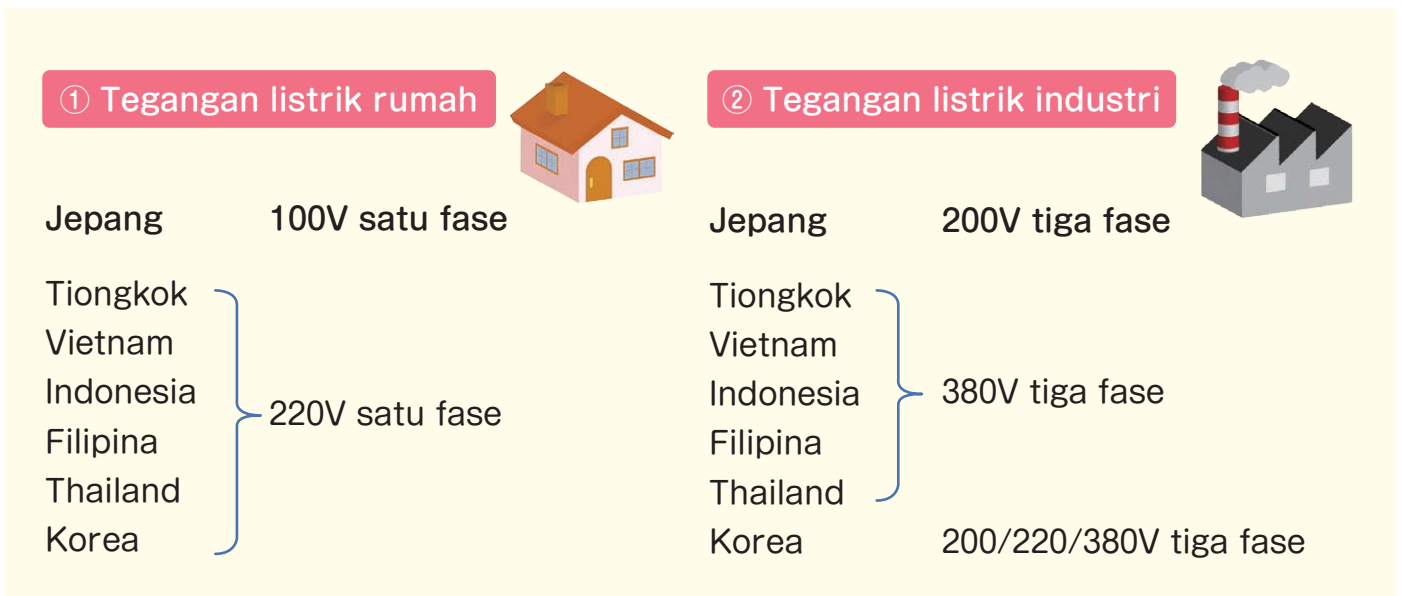 ① Tegangan listrik rumah
Jepang 100V satu fase
Tiongkok
Vietnam
Indonesia
Filipina
Thailand
Korea
220V satu fase
② Tegangan listrik industri
Jepang 200V tiga fase
Tiongkok
Vietnam
Indonesia
Filipina
Thailand
380V tiga fase
Korea 200/220/380V tiga fase